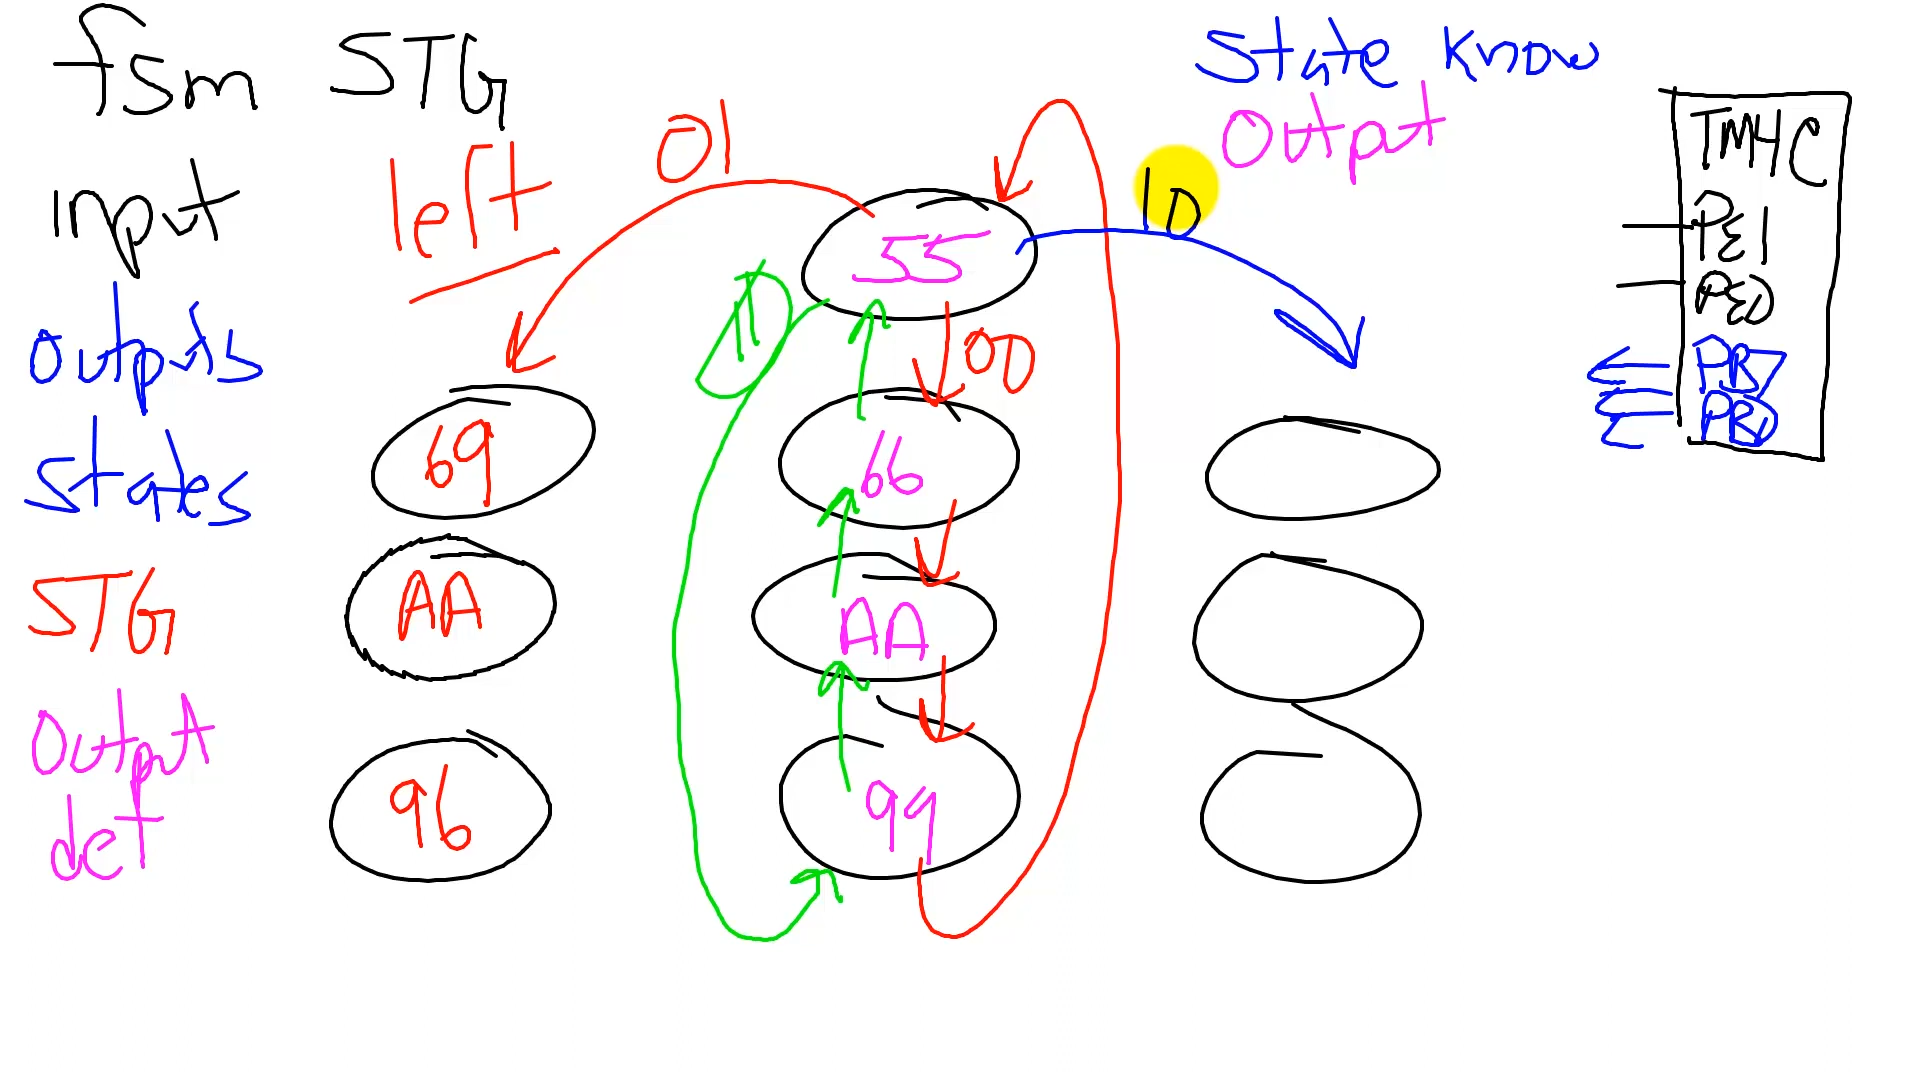 fsm STG
input
Outputs
States
STG
Output
det
left
01
State Know
Output
10
55
11
00
69
66
AA
AA
96
99
TM4C
PE1
PE0
PB7
PB0